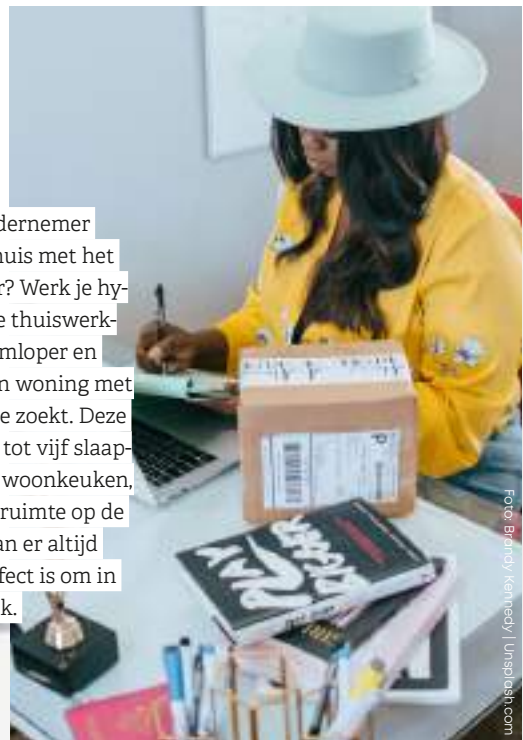 dernemer
huis met het
r? Werk je hy-
e thuiswerk-
mloper en
n woning met
e zoekt. Deze
tot vijf slaap-
woonkeuken,
ruimte op de
an er altijd
fect is om in
k.
PLAY
BIGGER
Foto: Brandy Kennedy | Unsplash.com